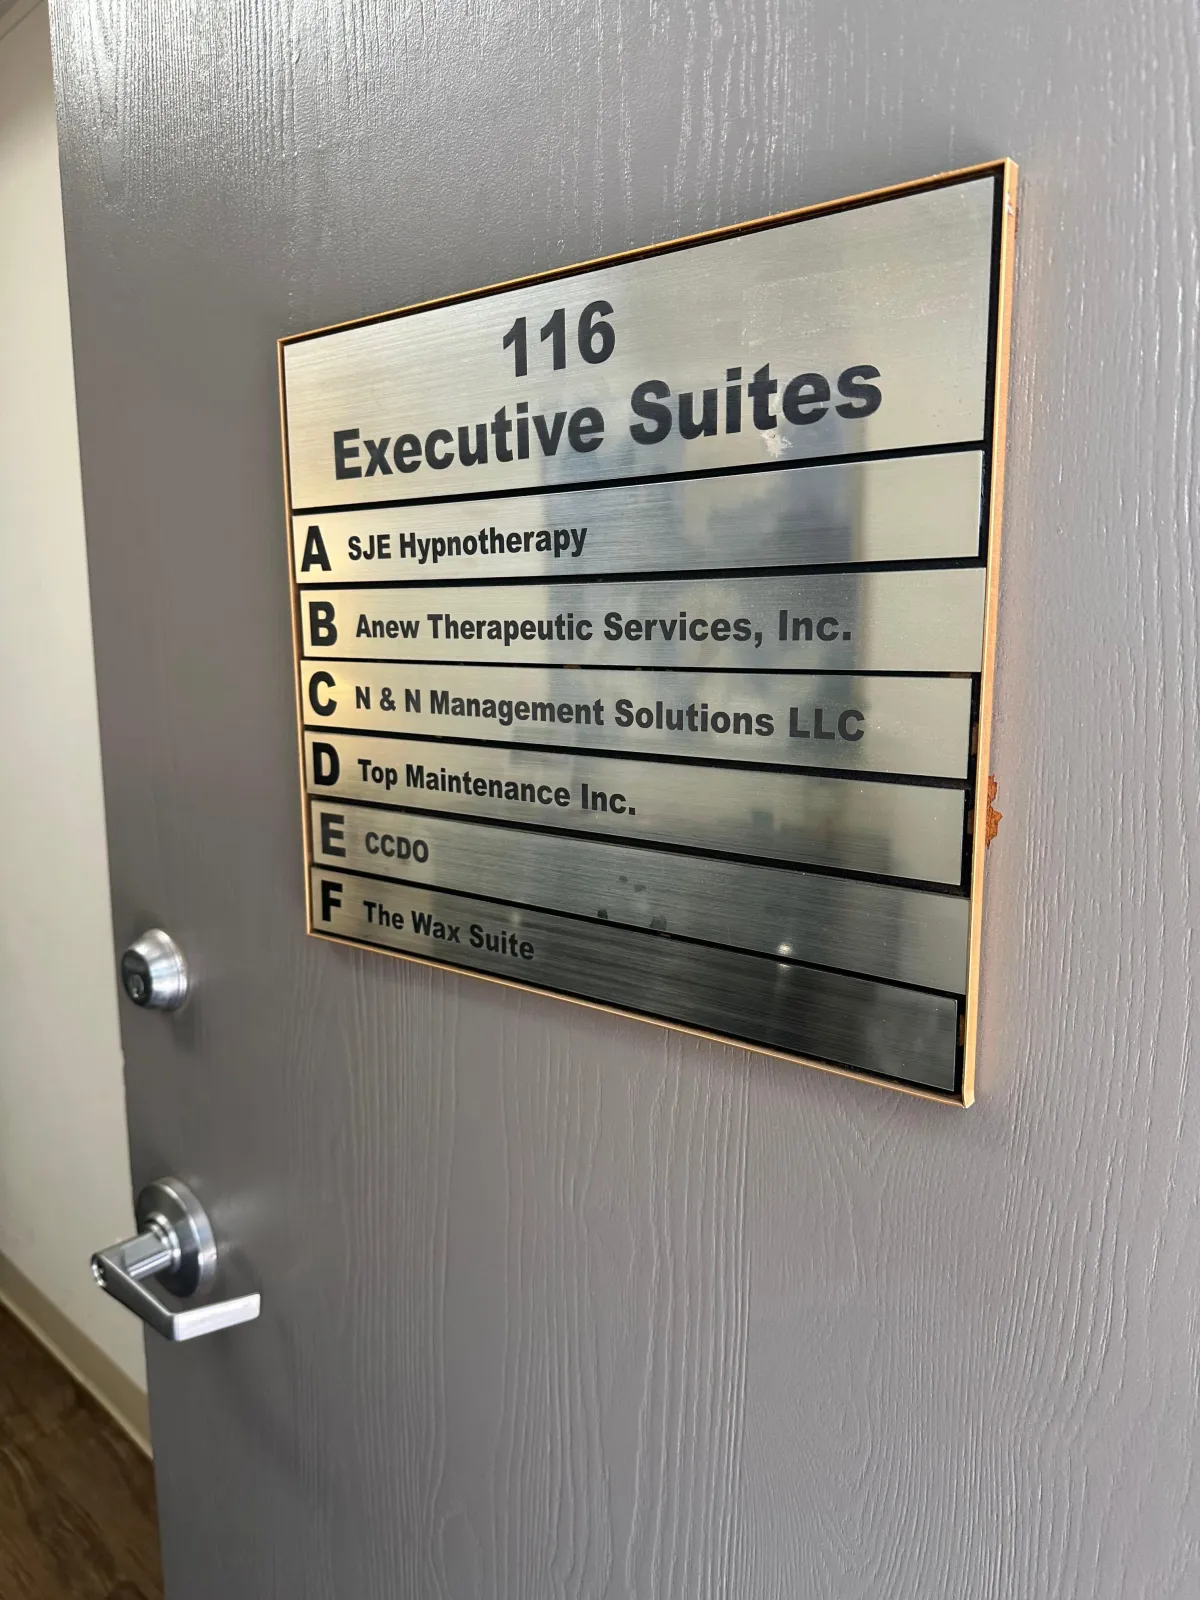 116
Executive Suites
A SJE Hypnotherapy
B Anew Therapeutic Services, Inc.
C N & N Management Solutions LLC
D Top Maintenance Inc.
E CCDO
F The Wax Suite